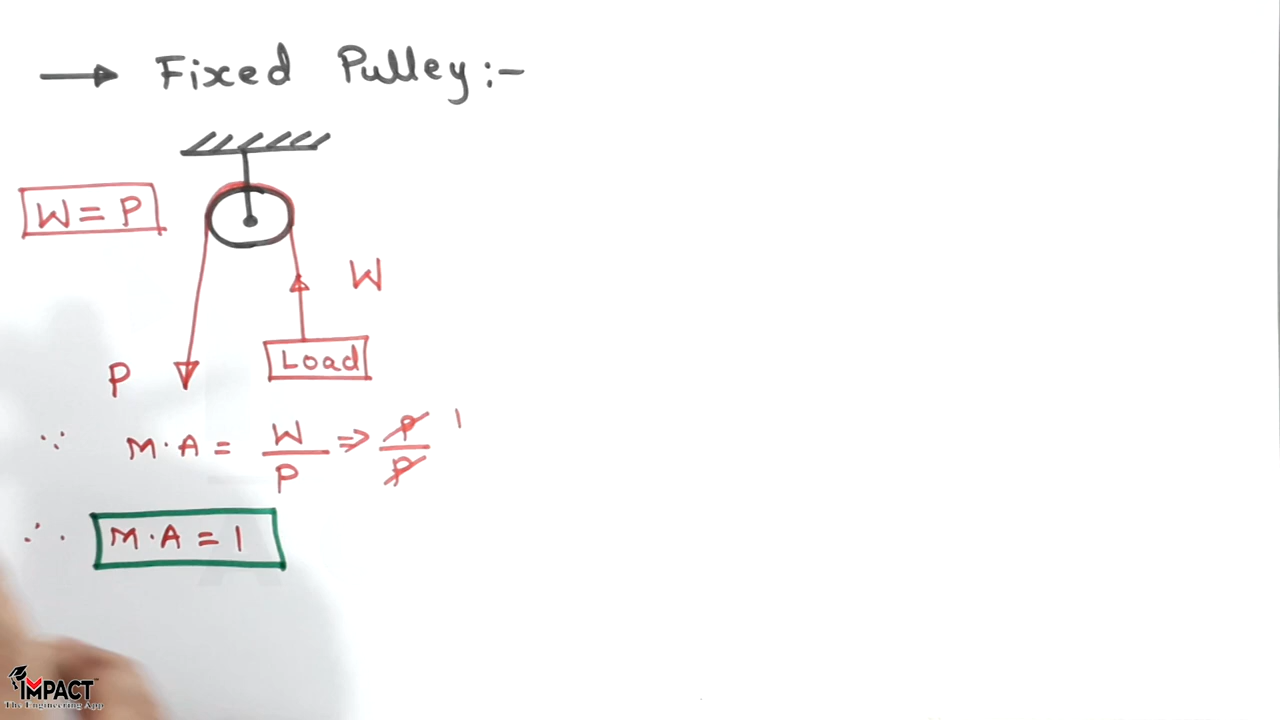 → Fixed Pulley:-
W = P
W
Load
P
∵ M·A = W/P ⇒ P/P 1
∴ M·A = 1
IMPACT
The Engineering App